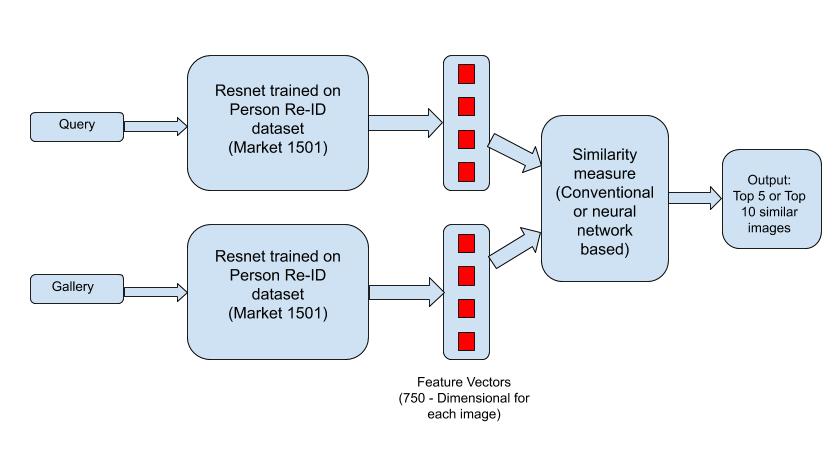 Query
Resnet trained on
Person Re-ID
dataset
(Market 1501)
Gallery
Resnet trained on
Person Re-ID
dataset
(Market 1501)
Feature Vectors
(750 - Dimensional for
each image)
Similarity
measure
(Conventional
or neural
network
based)
Output:
Top 5 or Top
10 similar
images